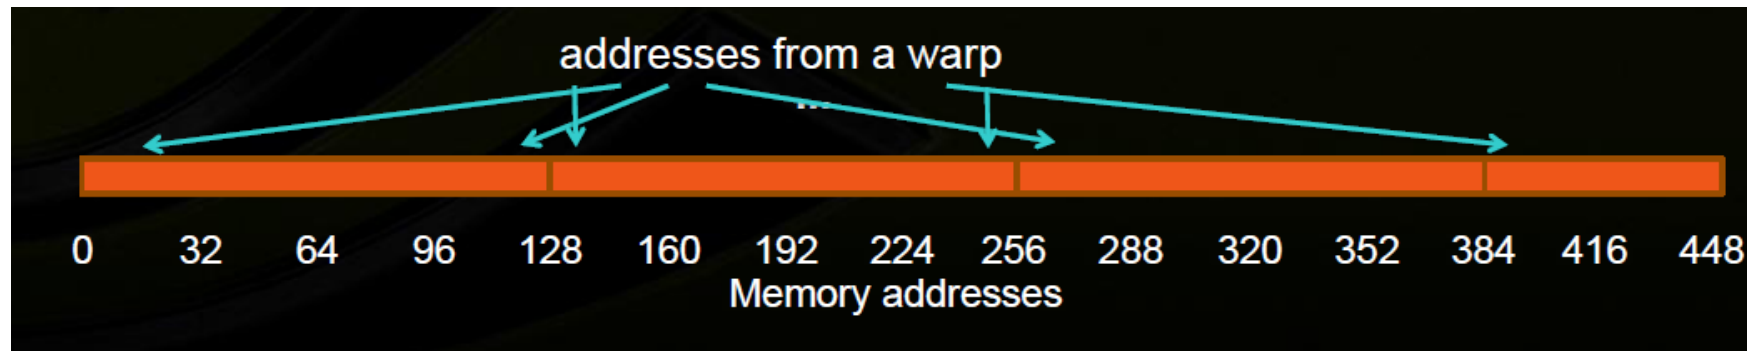 addresses from a warp
...
0 32 64 96 128 160 192 224 256 288 320 352 384 416 448
Memory addresses